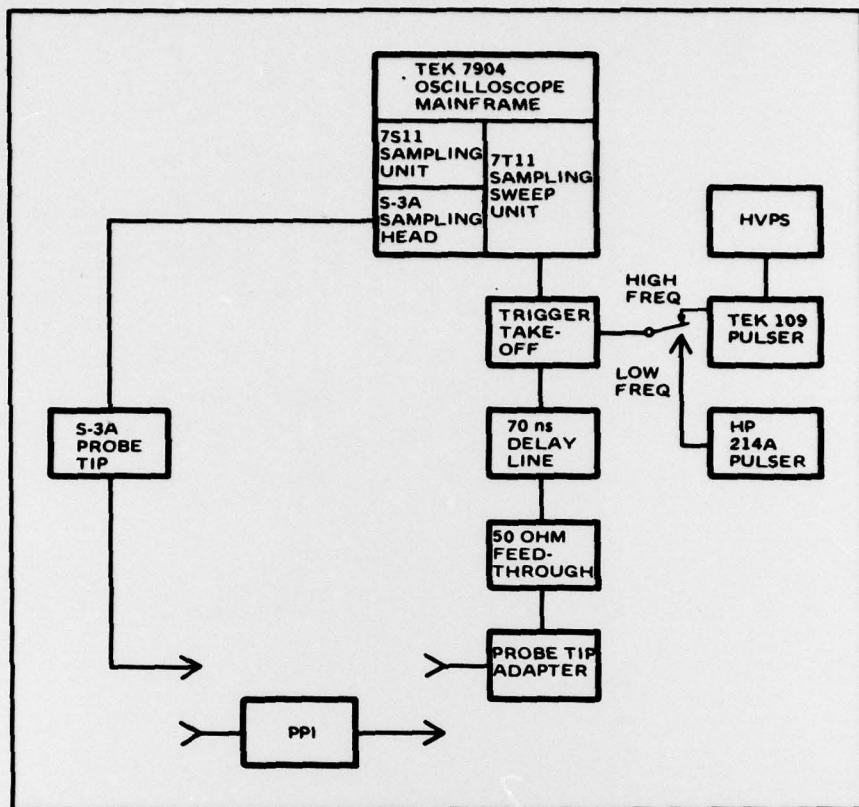 TEK 7904
OSCILLOSCOPE
MAINFRAME
7S11
SAMPLING
UNIT
7T11
SAMPLING
SWEEP
UNIT
S-3A
SAMPLING
HEAD
HVPS
HIGH
FREQ
TRIGGER
TAKE-
OFF
TEK 109
PULSER
LOW
FREQ
S-3A
PROBE
TIP
70 ns
DELAY
LINE
HP
214A
PULSER
50 OHM
FEED-
THROUGH
PROBE TIP
ADAPTER
PPI